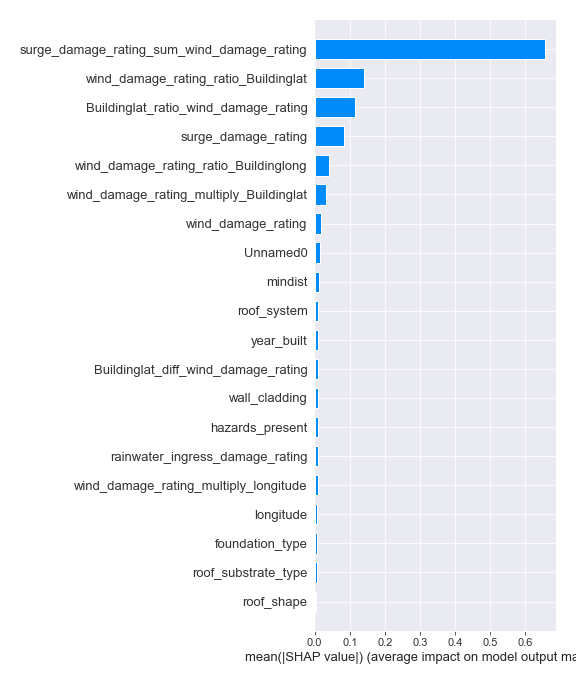 surge_damage_rating_sum_wind_damage_rating
wind_damage_rating_ratio_Buildinglat
Buildinglat_ratio_wind_damage_rating
surge_damage_rating
wind_damage_rating_ratio_Buildinglong
wind_damage_rating_multiply_Buildinglat
wind_damage_rating
Unnamed0
mindist
roof_system
year_built
Buildinglat_diff_wind_damage_rating
wall_cladding
hazards_present
rainwater_ingress_damage_rating
wind_damage_rating_multiply_longitude
longitude
foundation_type
roof_substrate_type
roof_shape
0.0 0.1 0.2 0.3 0.4 0.5 0.6
mean(|SHAP value|) (average impact on model output ma